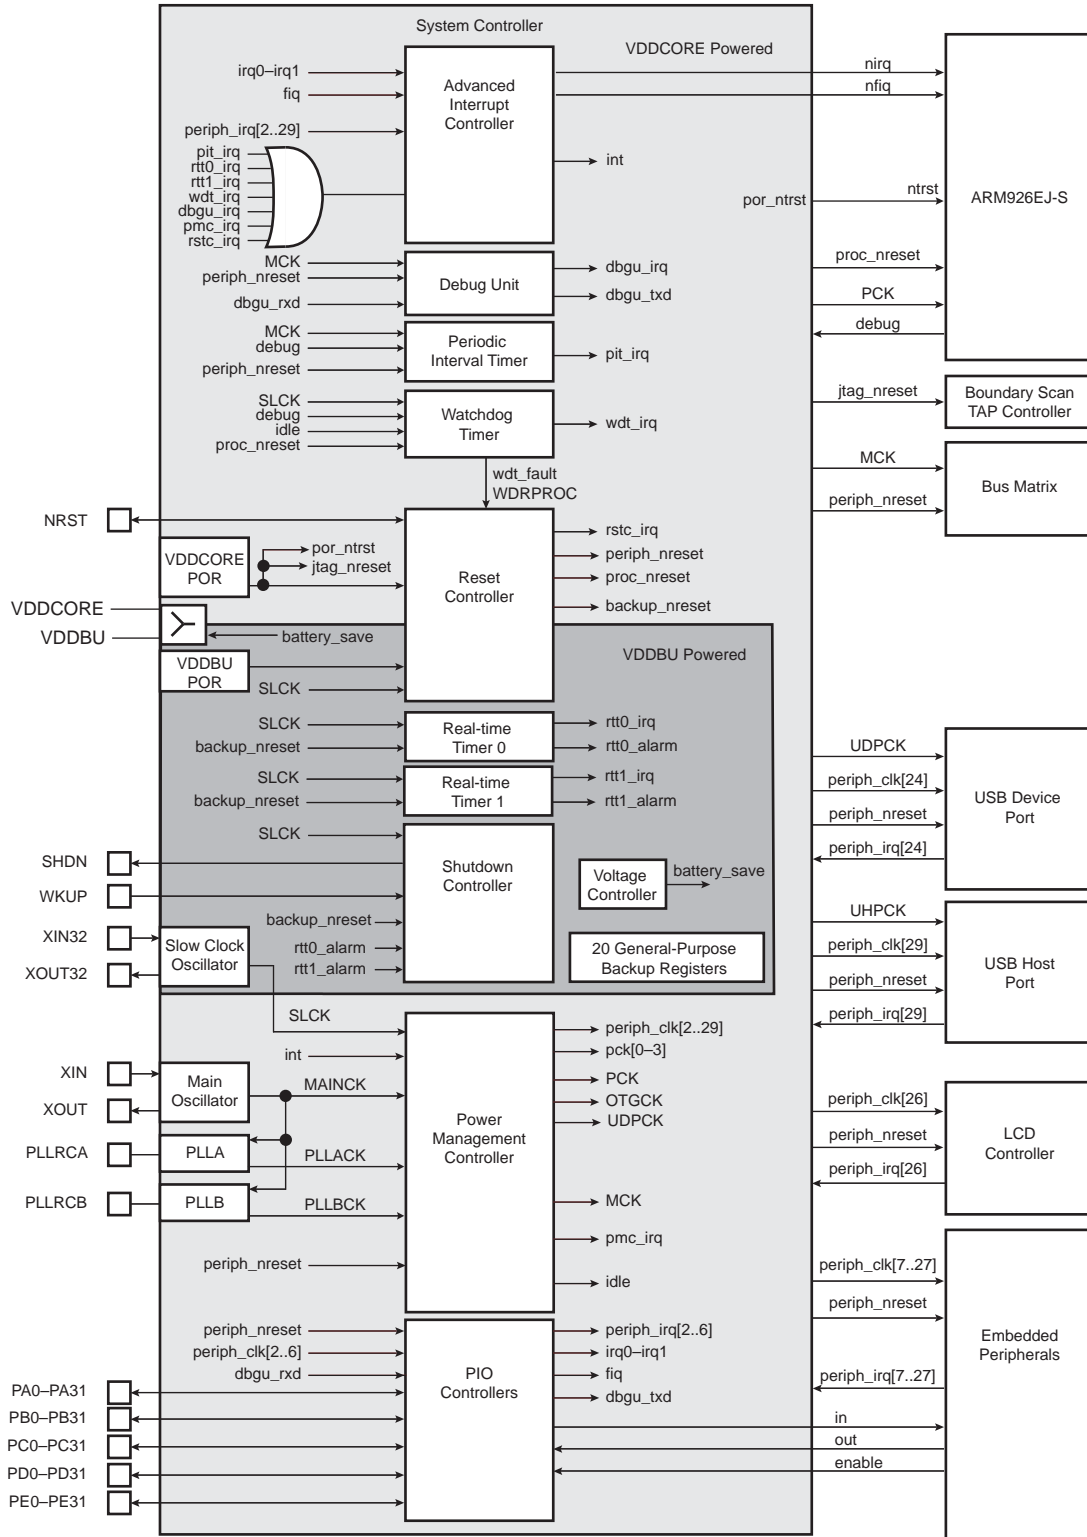 System Controller
VDDCORE Powered
irq0–irq1
fiq
periph_irq[2..29]
pit_irq
rtt0_irq
rtt1_irq
wdt_irq
dbgu_irq
pmc_irq
rstc_irq
Advanced
Interrupt
Controller
int
nirq
nfiq
por_ntrst
ntrst
ARM926EJ-S
proc_nreset
PCK
debug
MCK
periph_nreset
dbgu_rxd
Debug Unit
dbgu_irq
dbgu_txd
MCK
debug
periph_nreset
Periodic
Interval Timer
pit_irq
SLCK
debug
idle
proc_nreset
Watchdog
Timer
wdt_irq
jtag_nreset
Boundary Scan
TAP Controller
MCK
periph_nreset
Bus Matrix
wdt_fault
WDRPROC
NRST
VDDCORE
POR
por_ntrst
jtag_nreset
Reset
Controller
rstc_irq
periph_nreset
proc_nreset
backup_nreset
VDDCORE
VDDBU
battery_save
VDDBU Powered
VDDBU
POR
SLCK
SLCK
backup_nreset
Real-time
Timer 0
rtt0_irq
rtt0_alarm
SLCK
backup_nreset
Real-time
Timer 1
rtt1_irq
rtt1_alarm
UDPCK
periph_clk[24]
periph_nreset
periph_irq[24]
USB Device
Port
SLCK
SHDN
WKUP
backup_nreset
rtt0_alarm
rtt1_alarm
Shutdown
Controller
Voltage
Controller
battery_save
20 General-Purpose
Backup Registers
XIN32
XOUT32
Slow Clock
Oscillator
UHPCK
periph_clk[29]
periph_nreset
periph_irq[29]
USB Host
Port
SLCK
int
XIN
XOUT
Main
Oscillator
MAINCK
PLLRCA
PLLA
PLLACK
PLLRCB
PLLB
PLLBCK
periph_nreset
Power
Management
Controller
periph_clk[2..29]
pck[0–3]
PCK
OTGCK
UDPCK
MCK
pmc_irq
idle
periph_clk[26]
periph_nreset
periph_irq[26]
LCD
Controller
periph_nreset
periph_clk[2..6]
dbgu_rxd
PA0–PA31
PB0–PB31
PC0–PC31
PD0–PD31
PE0–PE31
PIO
Controllers
periph_irq[2..6]
irq0–irq1
fiq
dbgu_txd
periph_clk[7..27]
periph_nreset
periph_irq[7..27]
in
out
enable
Embedded
Peripherals